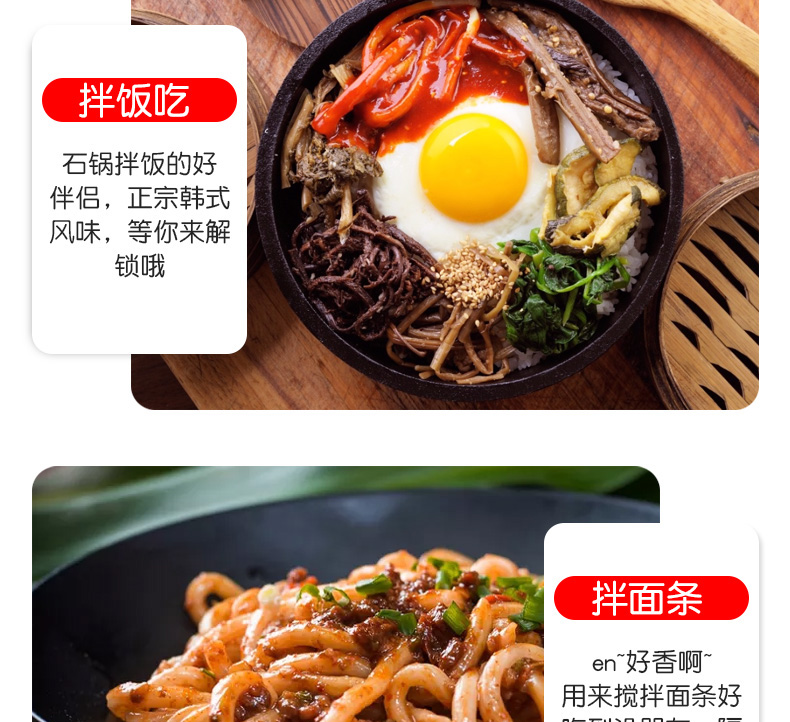 拌饭吃
石锅拌饭的好
伴侣，正宗韩式
风味，等你来解
锁哦
拌面条
en~好香啊~
用来搅拌面条好